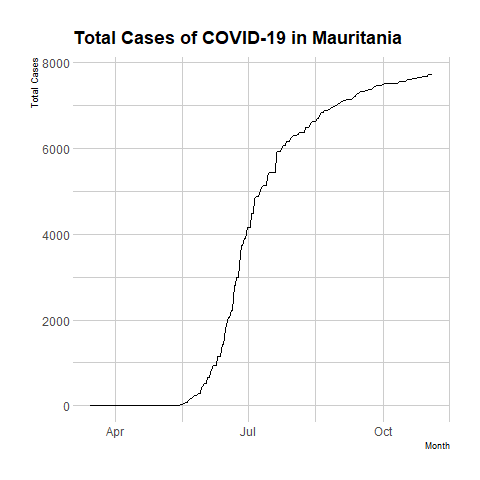 Total Cases of COVID-19 in Mauritania
Total Cases
8000
6000
4000
2000
0
Apr Jul Oct
Month